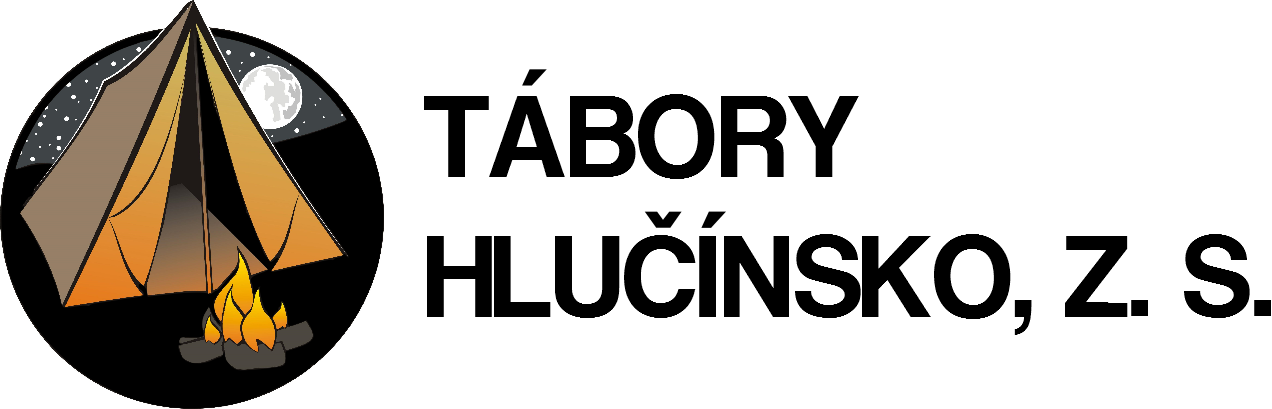 TÁBORY
HLUČÍNSKO, Z. S.